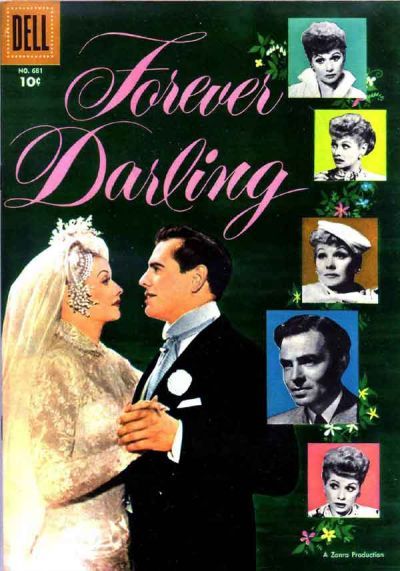 DELL
NO. 681
10¢
Forever
Darling
A Zanra Production